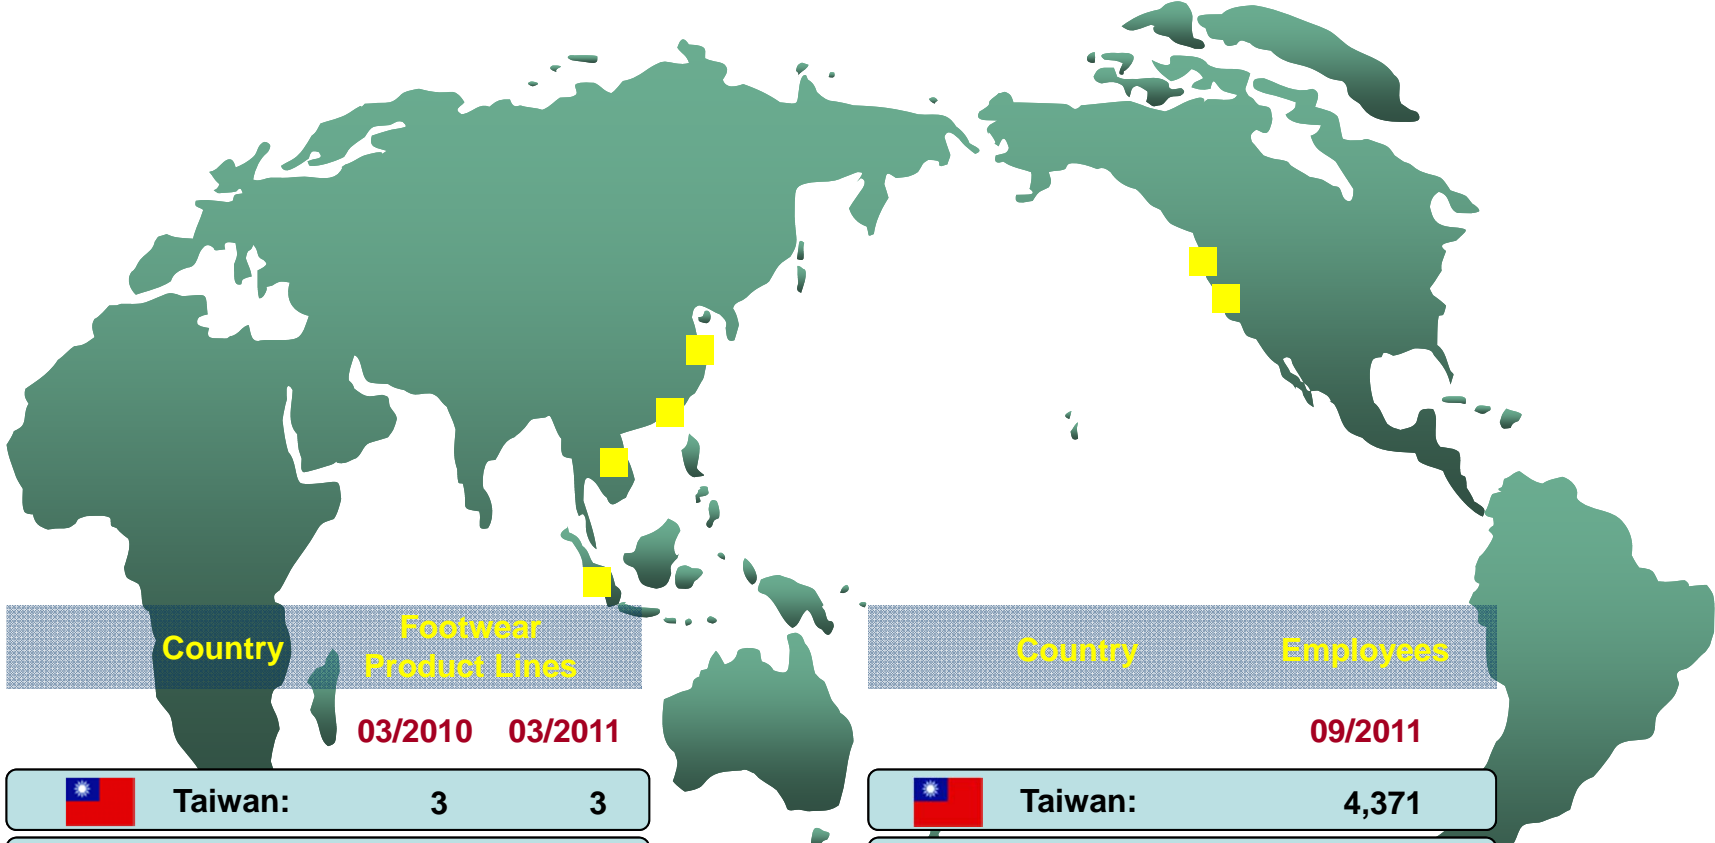 Country
Footwear
Product Lines
03/2010 03/2011
Taiwan: 3 3
Country Employees
09/2011
Taiwan: 4,371